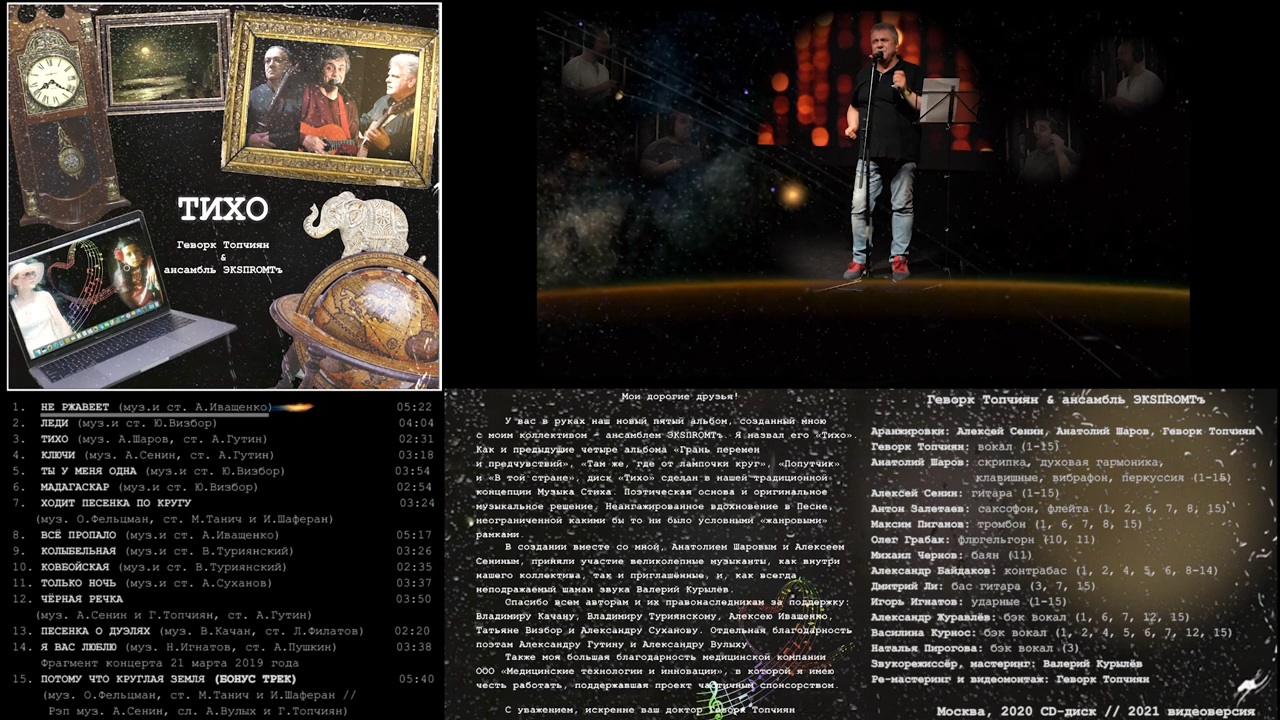 ТИХО
Геворк Топчиян
&
ансамбль ЭКSПROMTъ
1. НЕ РЖАВЕЕТ (муз.и ст. А.Иващенко) 05:22
2. ЛЕДИ (муз.и ст. Ю.Визбор) 04:04
3. ТИХО (муз. А.Шаров, ст. А.Гутин) 02:31
4. КЛЮЧИ (муз. А.Сенин, ст. А.Гутин) 03:18
5. ТЫ У МЕНЯ ОДНА (муз.и ст. Ю.Визбор) 03:54
6. МАДАГАСКАР (муз.и ст. Ю.Визбор) 02:54
7. ХОДИТ ПЕСЕНКА ПО КРУГУ 03:24
(муз. О.Фельцман, ст. М.Танич и И.Шаферан)
8. ВСЁ ПРОПАЛО (муз.и ст. А.Иващенко) 05:17
9. КОЛЫБЕЛЬНАЯ (муз.и ст. В.Туриянский) 03:26
10. КОВБОЙСКАЯ (муз.и ст. В.Туриянский) 02:35
11. ТОЛЬКО НОЧЬ (муз.и ст. А.Суханов) 03:37
12. ЧЁРНАЯ РЕЧКА 03:50
(муз. А.Сенин и Г.Топчиян, ст. А.Гутин)
13. ПЕСЕНКА О ДУЭЛЯХ (муз. В.Качан, ст. Л.Филатов) 02:20
14. Я ВАС ЛЮБЛЮ (муз. Н.Игнатов, ст. А.Пушкин) 03:38
Фрагмент концерта 21 марта 2019 года
15. ПОТОМУ ЧТО КРУГЛАЯ ЗЕМЛЯ (БОНУС ТРЕК) 05:40
(муз. О.Фельцман, ст. М.Танич и И.Шаферан //
Рэп муз. А.Сенин, сл. А.Вулых и Г.Топчиян)
Мои дорогие друзья!
У вас в руках наш новый пятый альбом, созданный мною
с моим коллективом – ансамблем ЭКSПROMTъ. Я назвал его «Тихо».
Как и предыдущие четыре альбома «Грань перемен
и предчувствий», «Там же, где от лампочки круг», «Попутчик»
и «В той стране», диск «Тихо» сделан в нашей традиционной
концепции Музыка Стиха. Поэтическая основа и оригинальное
музыкальное решение. Неангажированное вдохновение в Песне,
неограниченной какими бы то ни было условными «жанровыми»
рамками.
В создании вместе со мной, Анатолием Шаровым и Алексеем
Сениным, приняли участие великолепные музыканты, как внутри
нашего коллектива, так и приглашённые, и, как всегда,
неподражаемый шаман звука Валерий Курылёв.
Спасибо всем авторам и их правонаследникам за поддержку:
Владимиру Качану, Владимиру Туриянскому, Алексею Иващенко,
Татьяне Визбор и Александру Суханову. Отдельная благодарность
поэтам Александру Гутину и Александру Вулыху
Также моя большая благодарность медицинской компании
ООО «Медицинские технологии и инновации», в которой я имею
честь работать, поддержавшая проект частичным спонсорством.
С уважением, искренне ваш доктор Геворк Топчиян
Геворк Топчиян & ансамбль ЭКSПROMTъ
Аранжировки: Алексей Сенин, Анатолий Шаров, Геворк Топчиян
Геворк Топчиян: вокал (1-15)
Анатолий Шаров: скрипка, духовая гармоника,
клавишные, вибрафон, перкуссия (1-15)
Алексей Сенин: гитара (1-15)
Антон Залетаев: саксофон, флейта (1, 2, 6, 7, 8, 15)
Максим Пиганов: тромбон (1, 6, 7, 8, 15)
Олег Грабак: флюгельгорн (10, 11)
Михаил Чернов: баян (11)
Александр Байдаков: контрабас (1, 2, 4, 5, 6, 8-14)
Дмитрий Ли: бас гитара (3, 7, 15)
Игорь Игнатов: ударные (1-15)
Александр Журавлёв: бэк вокал (1, 6, 7, 12, 15)
Василина Курнос: бэк вокал (1, 2, 4, 5, 6, 7, 12, 15)
Наталья Пирогова: бэк вокал (3)
Звукорежиссёр, мастеринг: Валерий Курылёв
Ре-мастеринг и видеомонтаж: Геворк Топчиян
Москва, 2020 CD-диск // 2021 видеоверсия